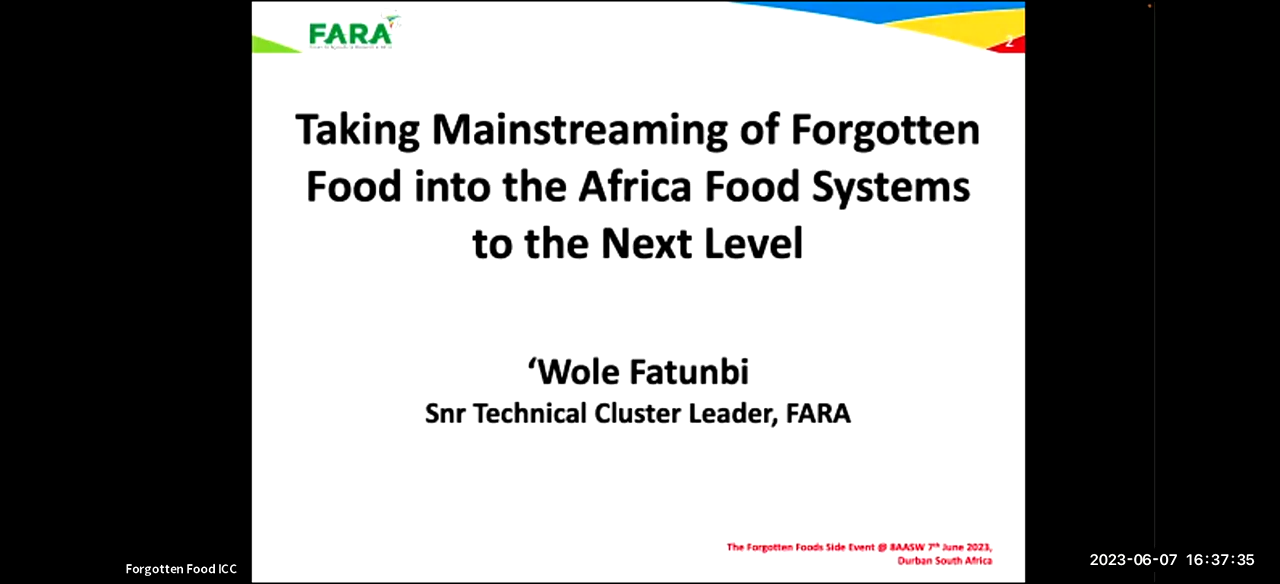 FARA
2
Taking Mainstreaming of Forgotten
Food into the Africa Food Systems
to the Next Level
‘Wole Fatunbi
Snr Technical Cluster Leader, FARA
The Forgotten Foods Side Event @ 8AASW 7th June 2023,
Durban South Africa
Forgotten Food ICC
2023-06-07 16:37:35